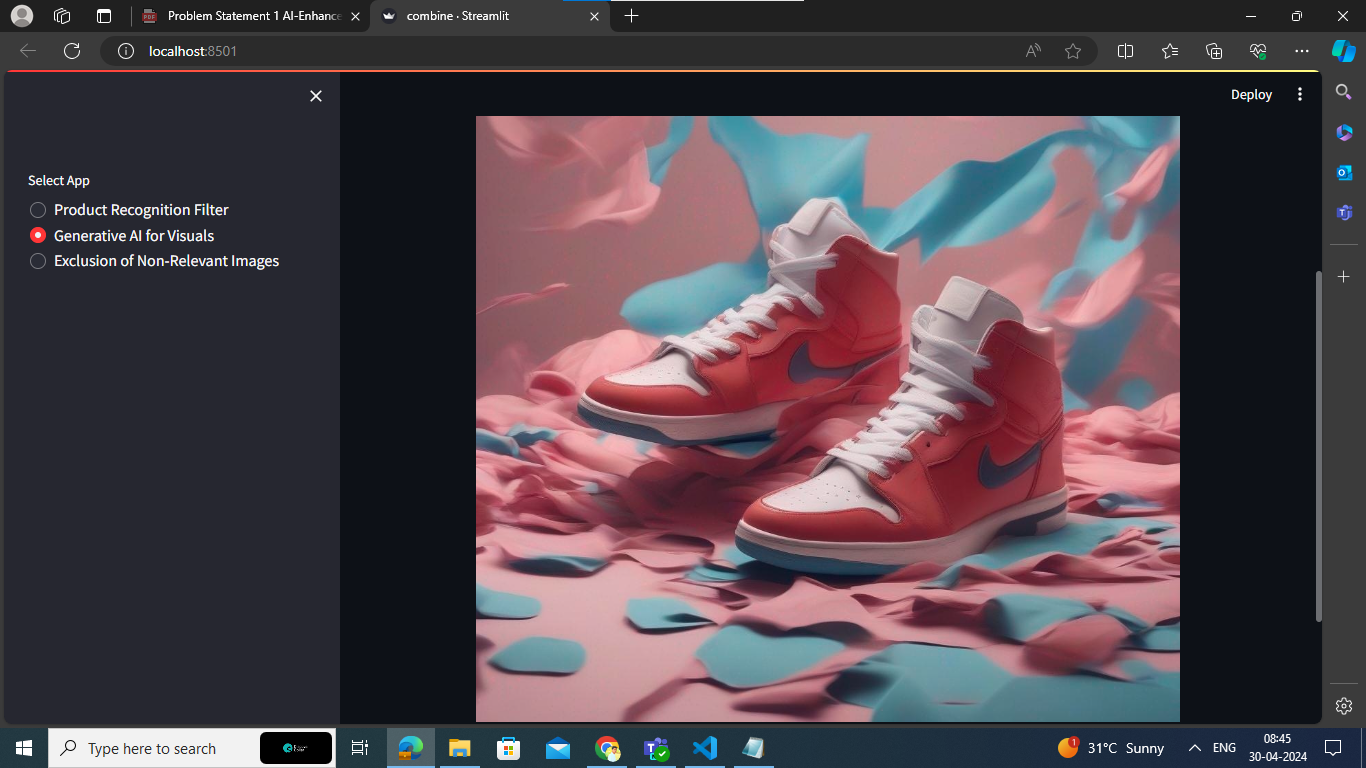 Problem Statement 1 AI-Enhance
combine · Streamlit
localhost:8501
Deploy
Select App
Product Recognition Filter
Generative AI for Visuals
Exclusion of Non-Relevant Images
Type here to search
1
31°C Sunny
ENG
08:45
30-04-2024